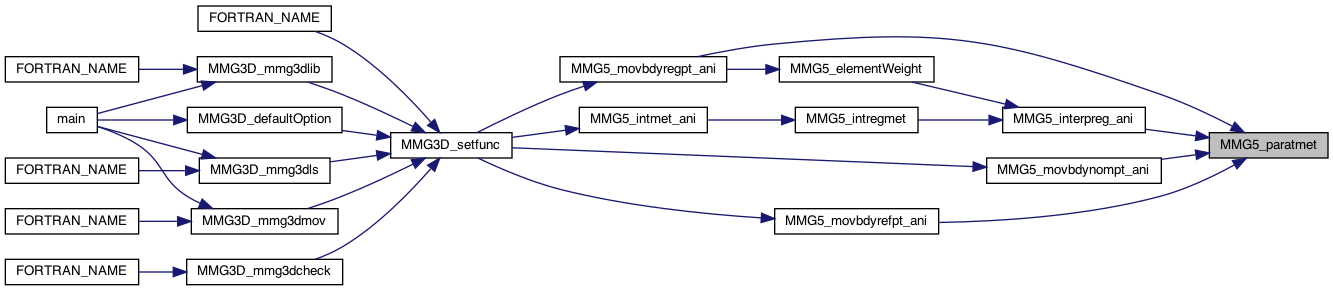 FORTRAN_NAME
FORTRAN_NAME
MMG3D_mmg3dlib
MMG5_movbdyregpt_ani
MMG5_elementWeight
main
MMG3D_defaultOption
MMG5_intmet_ani
MMG5_intregmet
MMG5_interpreg_ani
MMG3D_setfunc
MMG5_paratmet
FORTRAN_NAME
MMG3D_mmg3dls
MMG5_movbdynompt_ani
FORTRAN_NAME
MMG3D_mmg3dmov
MMG5_movbdyrefpt_ani
FORTRAN_NAME
MMG3D_mmg3dcheck